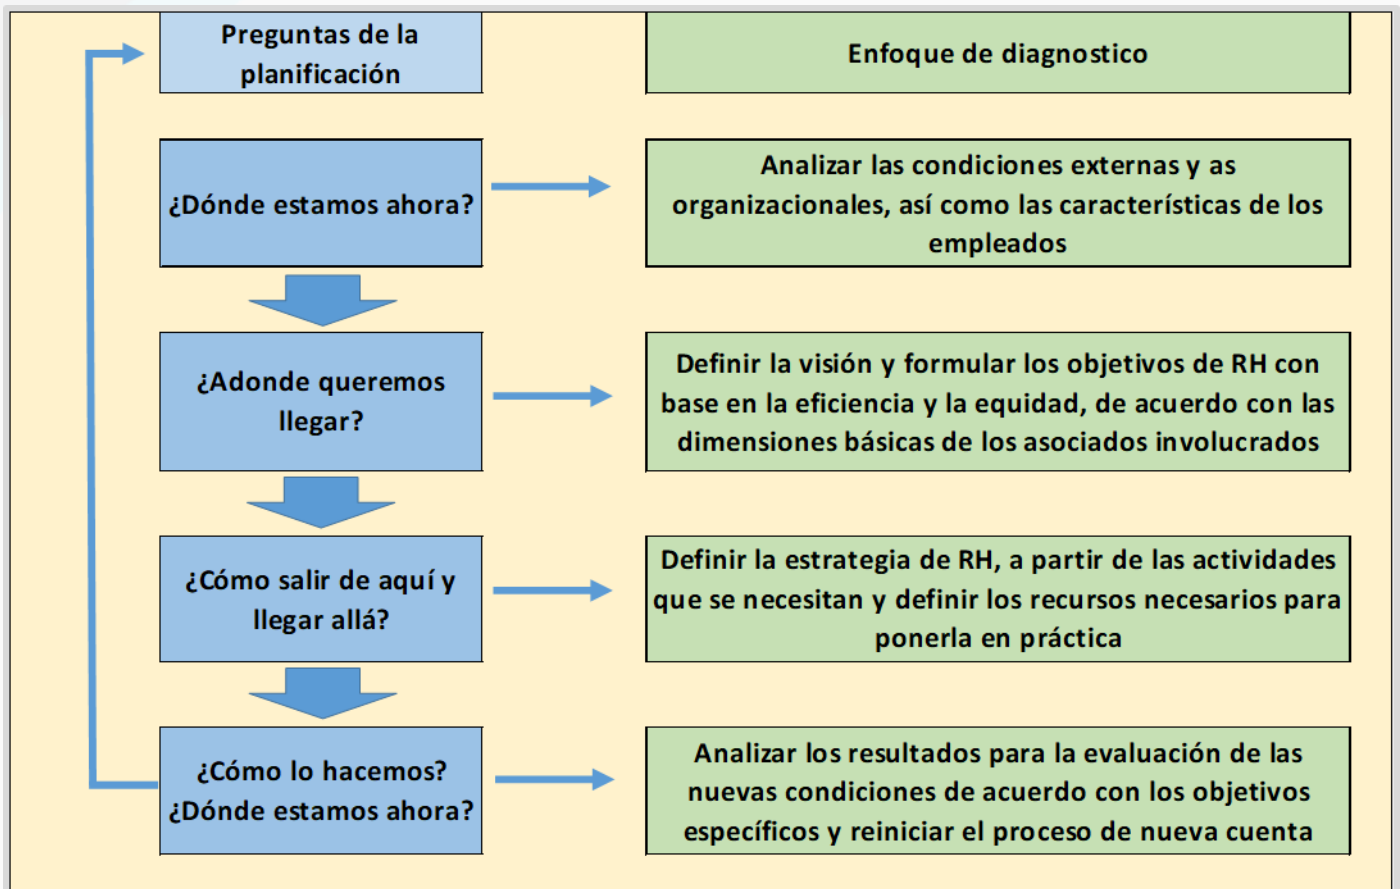 Preguntas de la
planificación
Enfoque de diagnostico
¿Dónde estamos ahora?
Analizar las condiciones externas y as
organizacionales, así como las características de los
empleados
¿Adonde queremos
llegar?
Definir la visión y formular los objetivos de RH con
base en la eficiencia y la equidad, de acuerdo con las
dimensiones básicas de los asociados involucrados
¿Cómo salir de aquí y
llegar allá?
Definir la estrategia de RH, a partir de las actividades
que se necesitan y definir los recursos necesarios para
ponerla en práctica
¿Cómo lo hacemos?
¿Dónde estamos ahora?
Analizar los resultados para la evaluación de las
nuevas condiciones de acuerdo con los objetivos
específicos y reiniciar el proceso de nueva cuenta